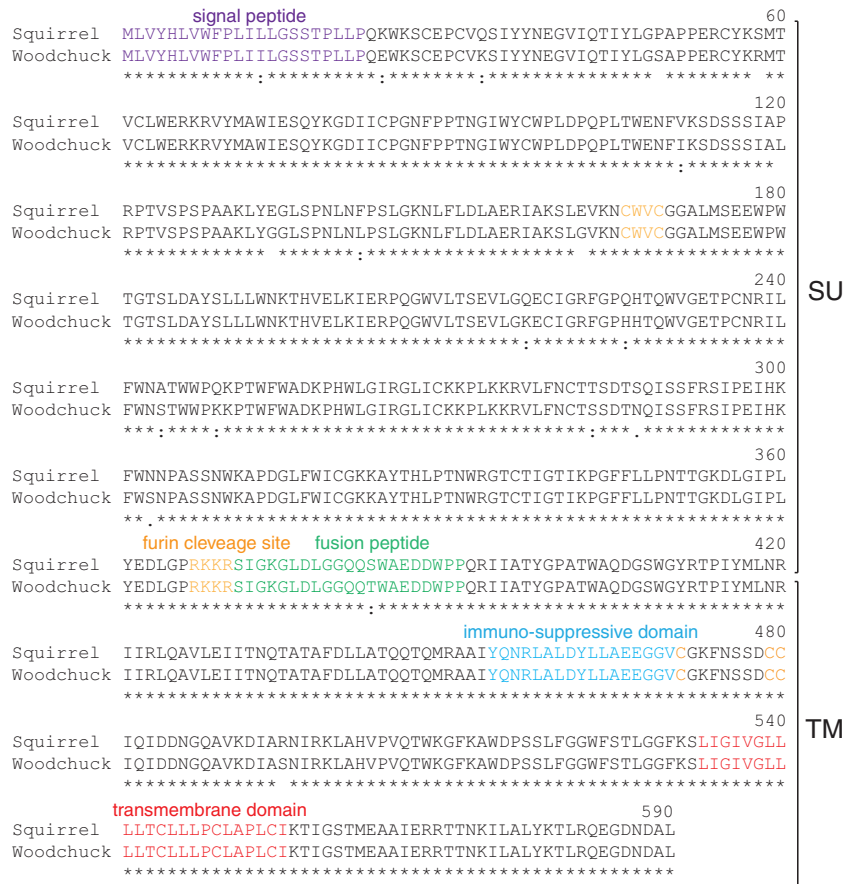 signal peptide 60
Squirrel MLVYHLVWFPLILLGSSTPLLPQKWKSCEPCVQSIYYNEGVIQTIYLGPAPPERCYKSMT
Woodchuck MLVYHLVWFPLIILGSSTPLLPQEWKSCEPCVKSIYYNEGVIQTIYLGSAPPERCYKRMT
************:**********:********:*************** ******** **
120
Squirrel VCLWERKRVYMAWIESQYKGDIICPGNFPPTNGIWYCWPLDPQPLTWENFVKSDSSSIAP
Woodchuck VCLWERKRVYMAWIESQYKGDIICPGNFPPTNGIWYCWPLDPQPLTWENFIKSDSSSIAL
**************************************************:********
180
Squirrel RPTVSPSPAAKLYEGLSPNLNFPSLGKNLFLDLAERIAKSLEVKNCWVCGGALMSEEWPW
Woodchuck RPTVSPSPAAKLYGGLSPNLNLPSLGKNLFLDLAERIAKSLGVKNCWVCGGALMSEEWPW
************* *******:******************* ******************
240
Squirrel TGTSLDAYSLLLWNKTHVELKIERPQGWVLTSEVLGQECIGRFGPQHTQWVGETPCNRIL
Woodchuck TGTSLDAYSLLLWNKTHVELKIERPQGWVLTSEVLGKECIGRFGPHHTQWVGETPCNRIL
************************************:********:**************
SU
300
Squirrel FWNATWWPQKPTWFWADKPHWLGIRGLICKKPLKKRVLFNCTTSDTSQISSFRSIPEIHK
Woodchuck FWNSTWWPKKPTWFWADKPHWLGIRGLICKKPLKKRVLFNCTSSDTNQISSFRSIPEIHK
***:****:*********************************:***.*************
360
Squirrel FWNNPASSNWKAPDGLFWICGKKAYTHLPTNWRGTCTIGTIKPGFFLLPNTTGKDLGIPL
Woodchuck FWSNPASSNWKAPDGLFWICGKKAYTHLPTNWRGTCTIGTIKPGFFLLPNTTGKDLGIPL
**.*********************************************************
furin cleveage site fusion peptide 420
Squirrel YEDLGPRKKRSIGKGLDLGGQQSWAEDDWPPQRIIATYGPATWAQDGSWGYRTPIYMLNR
Woodchuck YEDLGPRKKRSIGKGLDLGGQQTWAEDDWPPQRIIATYGPATWAQDGSWGYRTPIYMLNR
**********************:*************************************
immuno-suppressive domain 480
Squirrel IIRLQAVLEIITNQTATAFDLLATQQTQMRAAIYQNRLALDYLLAEEGGVCGKFNSSDCC
Woodchuck IIRLQAVLEIITNQTATAFDLLATQQTQMRAAIYQNRLALDYLLAEEGGVCGKFNSSDCC
************************************************************
540
Squirrel IQIDDNGQAVKDIARNIRKLAHVPVQTWKGFKAWDPSSLFGGWFSTLGGFKSLIGIVGLL
Woodchuck IQIDDNGQAVKDIASNIRKLAHVPVQTWKGFKAWDPSSLFGGWFSTLGGFKSLIGIVGLL
************** *********************************************
TM
transmembrane domain 590
Squirrel LLTCLLLPCLAPLCIKTIGSTMEAAIERRTTNKILALYKTLRQEGDNDAL
Woodchuck LLTCLLLPCLAPLCIKTIGSTMEAAIERRTTNKILALYKTLRQEGDNDAL
**************************************************